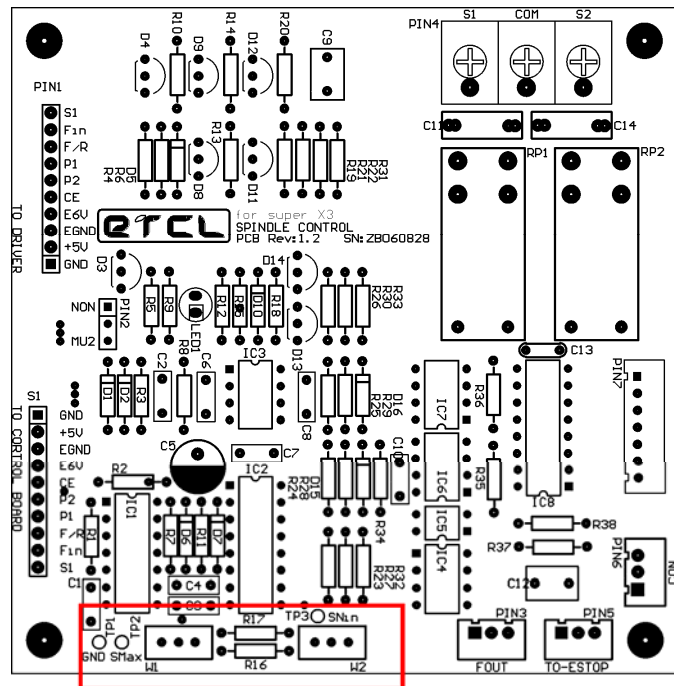 S1 COM S2
PIN4
R10 R14 R20
D4 D9 D12 C9
PIN1
S1
Fin
F/R
P1
P2
CE
E6V
EGND
+5V
GND
TO DRIVER
C11 C14
RP1 RP2
R4 R6 D5 D8 R13 D11 R19 R21 R22 R31
ETCL
for super X3
SPINDLE CONTROL
PCB Rev:1.2 SN:ZB060828
D3 D14
R5 R9 LED1 R12 R15 D10 R18 R26 R30 R33
NON
PIN2
MU2
D13
C13
R8 C6 IC3
D1 D2 R3 C2 C8 R25 R29 D16 IC7 R36 PIN7
S1
GND
+5V
EGND
E6V
CE
P2
P1
F/R
Fin
S1
TO CORTROL BOARD
C5 C7
R2 IC2 C10 R35
IC1 R24 R28 D15 IC6 IC8
R34
R1 R7 D6 R11 D7 IC5 R38
R37
R23 R27 R32 IC4 PIN6
C1 C4 C12 NOJ
C3
TP1 TP2 R17 TP3 SNin PIN3 PIN5
GND SMax W1 R16 W2 FOUT TO-ESTOP